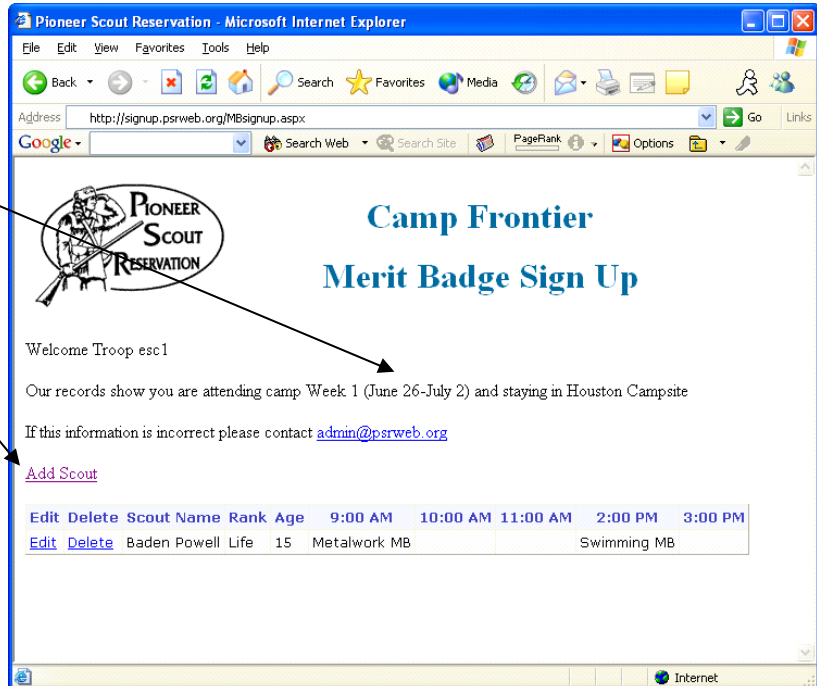 Pioneer Scout Reservation - Microsoft Internet Explorer
File Edit View Favorites Tools Help
Back Search Favorites Media
Address http://signup.psrweb.org/MBsignup.aspx Go Links
Google Search Web Search Site PageRank Options
PIONEER
SCOUT
RESERVATION
Camp Frontier
Merit Badge Sign Up
Welcome Troop esc1
Our records show you are attending camp Week 1 (June 26-July 2) and staying in Houston Campsite
If this information is incorrect please contact admin@psrweb.org
Add Scout
Edit Delete Scout Name Rank Age 9:00 AM 10:00 AM 11:00 AM 2:00 PM 3:00 PM
Edit Delete Baden Powell Life 15 Metalwork MB Swimming MB
Internet